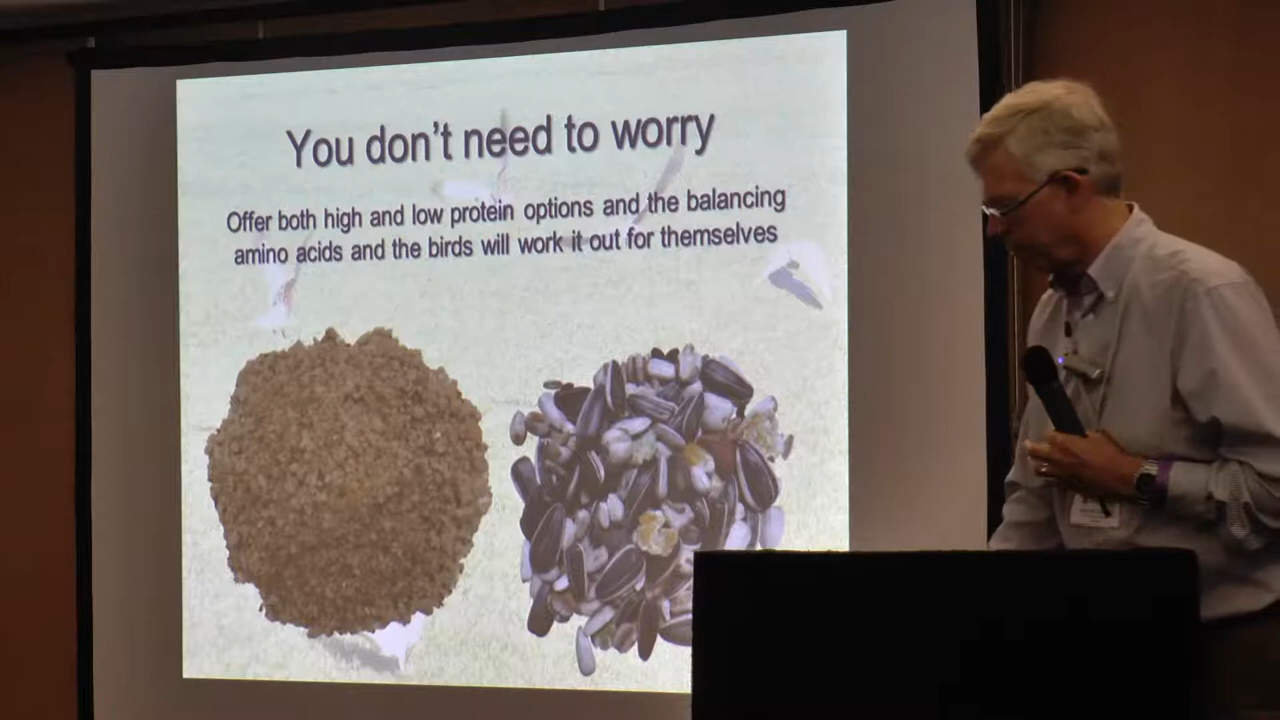 You don't need to worry
Offer both high and low protein options and the balancing
amino acids and the birds will work it out for themselves